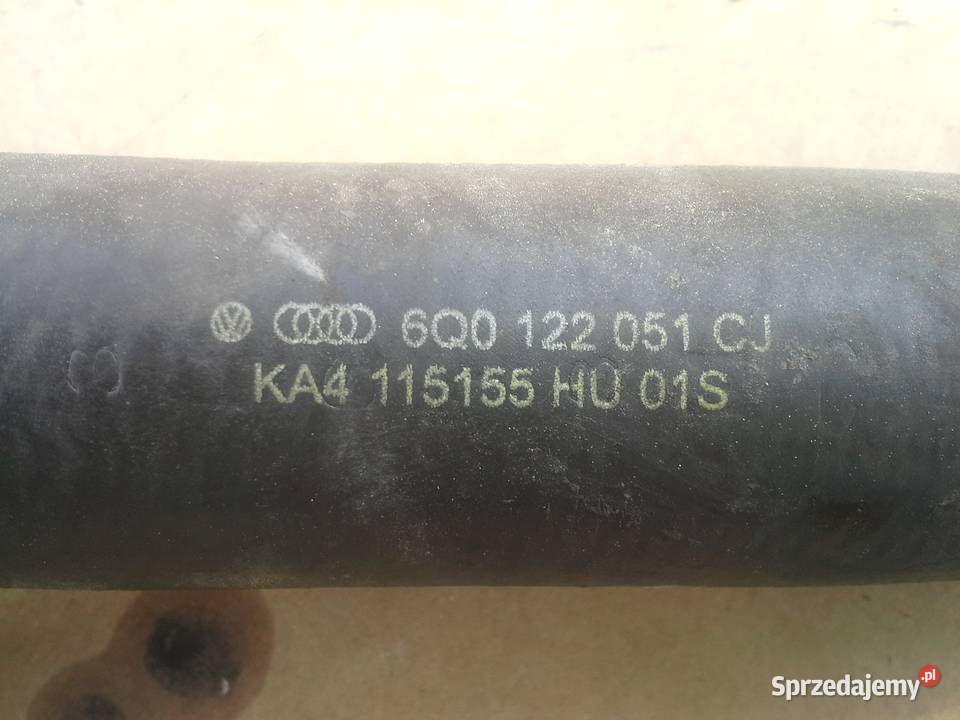 6Q0 122 051 CJ
KA4 115155 HU 01S
Sprzedajemy.pl